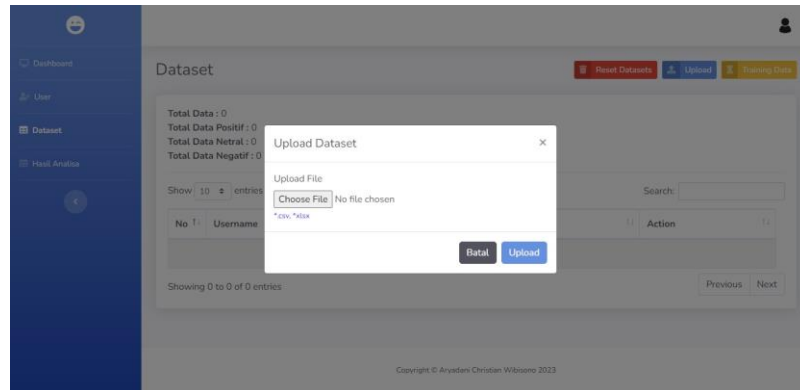 Dashboard
User
Dataset
Hasil Analisa
Dataset
Reset Datasets
Upload
Training Data
Total Data : 0
Total Data Positif : 0
Total Data Netral : 0
Total Data Negatif : 0
Show 10 entries
Search:
No Username Action
Showing 0 to 0 of 0 entries
Previous Next
Upload Dataset ×
Upload File
Choose File No file chosen
*.csv, *xlsx
Batal Upload
Copyright © Aryadani Christian Wibisono 2023